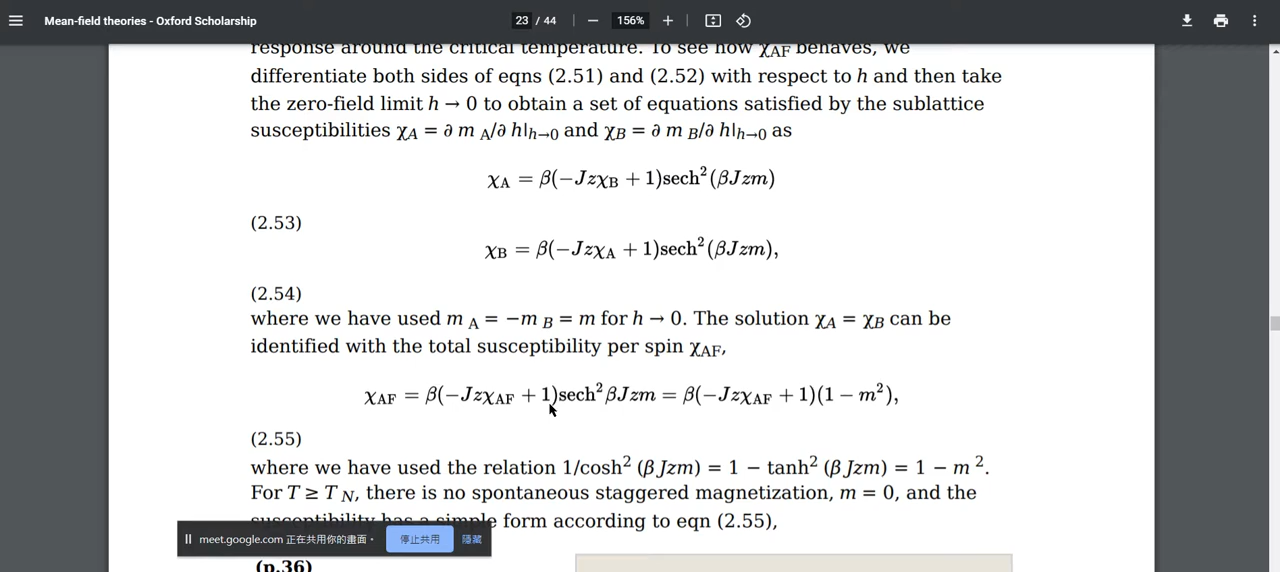 Mean-field theories - Oxford Scholarship
23 / 44
156%
response around the critical temperature. To see how χAF behaves, we
differentiate both sides of eqns (2.51) and (2.52) with respect to h and then take
the zero-field limit h → 0 to obtain a set of equations satisfied by the sublattice
susceptibilities χA = ∂ m A/∂ h|h→0 and χB = ∂ m B/∂ h|h→0 as
χA = β(−JzχB + 1)sech²(βJzm)
(2.53)
χB = β(−JzχA + 1)sech²(βJzm),
(2.54)
where we have used m A = −m B = m for h → 0. The solution χA = χB can be
identified with the total susceptibility per spin χAF,
χAF = β(−JzχAF + 1)sech²βJzm = β(−JzχAF + 1)(1 − m²),
(2.55)
where we have used the relation 1/cosh² (β Jzm) = 1 − tanh² (β Jzm) = 1 − m ².
For T ≥ T N, there is no spontaneous staggered magnetization, m = 0, and the
susceptibility has a simple form according to eqn (2.55),
meet.google.com 正在共用你的畫面。
停止共用
隱藏
(p.36)